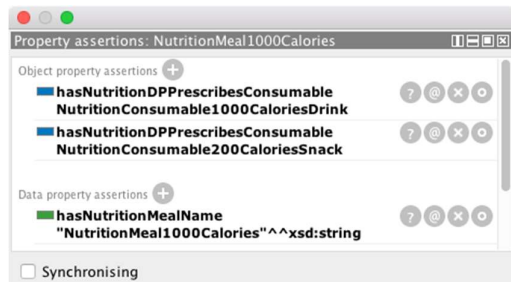 Property assertions: NutritionMeal1000Calories
Object property assertions
hasNutritionDPPrescribesConsumable
NutritionConsumable1000CaloriesDrink
hasNutritionDPPrescribesConsumable
NutritionConsumable200CaloriesSnack
Data property assertions
hasNutritionMealName
"NutritionMeal1000Calories"^^xsd:string
Synchronising